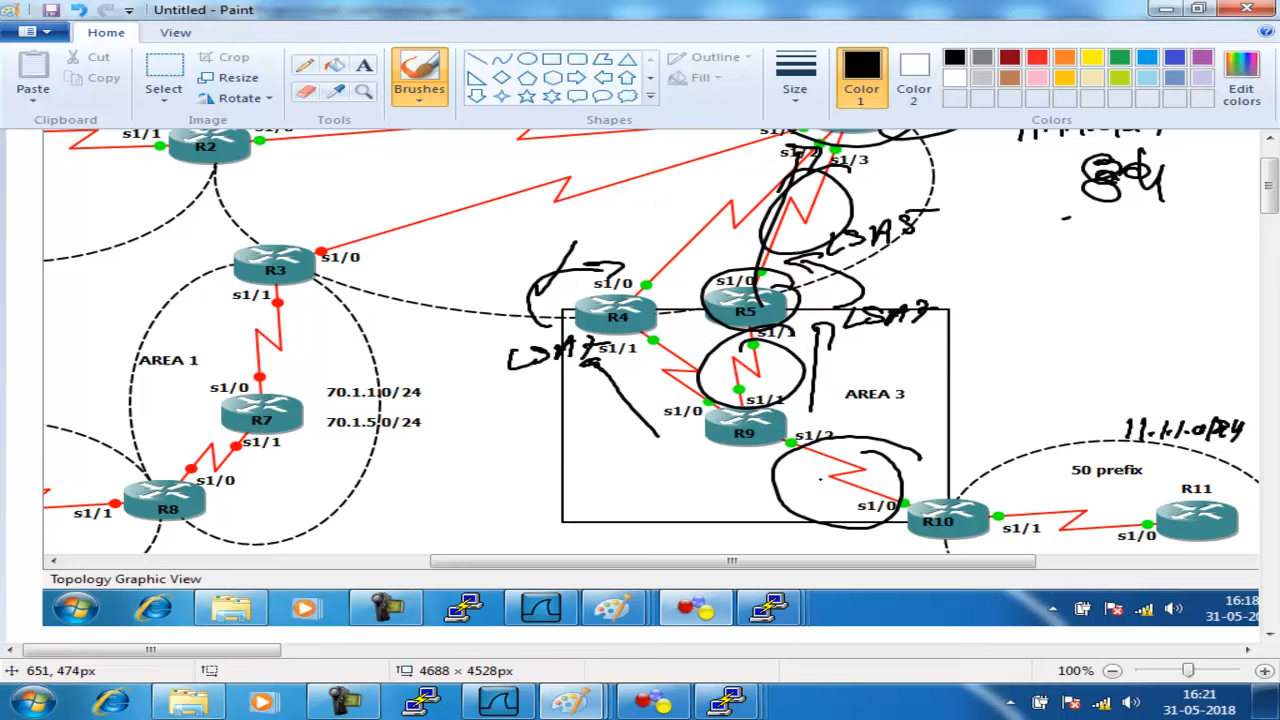 Untitled - Paint
Home
View
Cut
Copy
Paste
Clipboard
Crop
Resize
Rotate
Select
Image
Tools
Brushes
Shapes
Outline
Fill
Size
Color
1
Color
2
Edit
colors
Colors
s1/1
R2
s1/3
R3
s1/0
s1/1
s1/0
R4
s1/1
s1/0
R5
s1/1
LSA5
LSA7
LSA7
AREA 1
s1/0
R7
s1/1
70.1.1.0/24
70.1.5.0/24
s1/0
R8
s1/1
AREA 3
s1/0
s1/1
R9
s1/2
s1/0
R10
s1/1
11.1.1.0/24
50 prefix
R11
s1/0
Topology Graphic View
16:18
31-05-20
651, 474px
4688 × 4528px
100%
16:21
31-05-2018